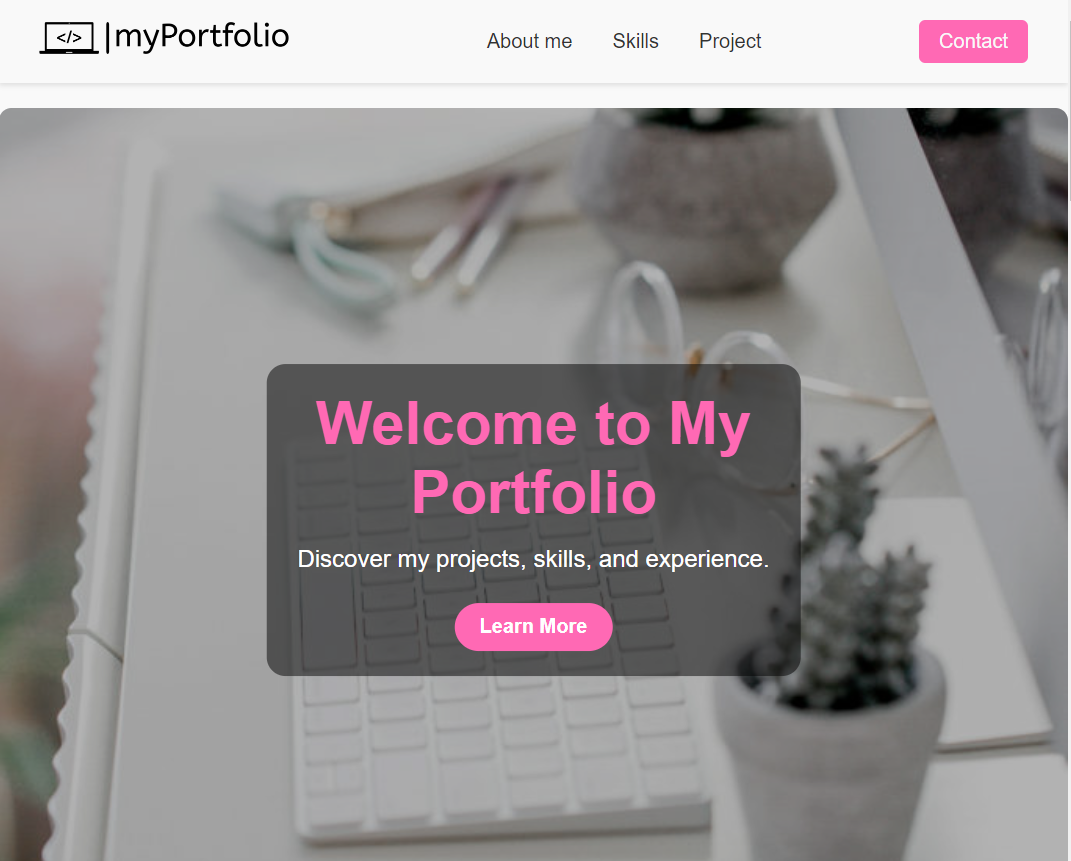 </> |myPortfolio
About me
Skills
Project
Contact
Welcome to My
Portfolio
Discover my projects, skills, and experience.
Learn More